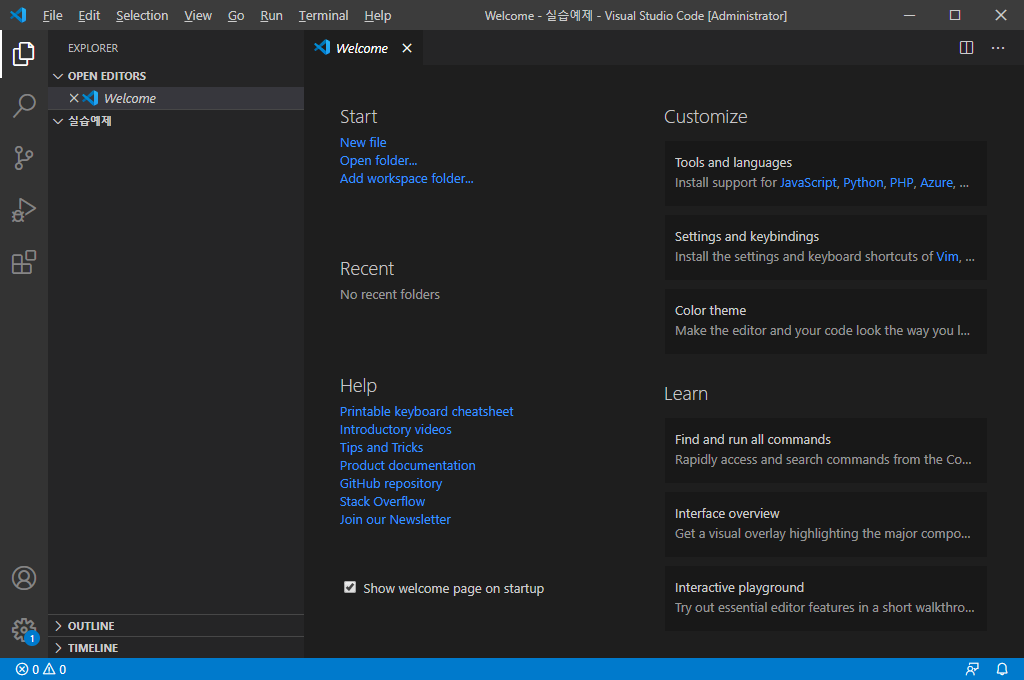 File Edit Selection View Go Run Terminal Help Welcome - 실습예제 - Visual Studio Code [Administrator]
EXPLORER
OPEN EDITORS
Welcome
실습예제
OUTLINE
TIMELINE
Welcome
Start
New file
Open folder...
Add workspace folder...
Recent
No recent folders
Help
Printable keyboard cheatsheet
Introductory videos
Tips and Tricks
Product documentation
GitHub repository
Stack Overflow
Join our Newsletter
Show welcome page on startup
Customize
Tools and languages
Install support for JavaScript, Python, PHP, Azure, ...
Settings and keybindings
Install the settings and keyboard shortcuts of Vim, ...
Color theme
Make the editor and your code look the way you l...
Learn
Find and run all commands
Rapidly access and search commands from the Co...
Interface overview
Get a visual overlay highlighting the major compo...
Interactive playground
Try out essential editor features in a short walkthro...
1
0 0